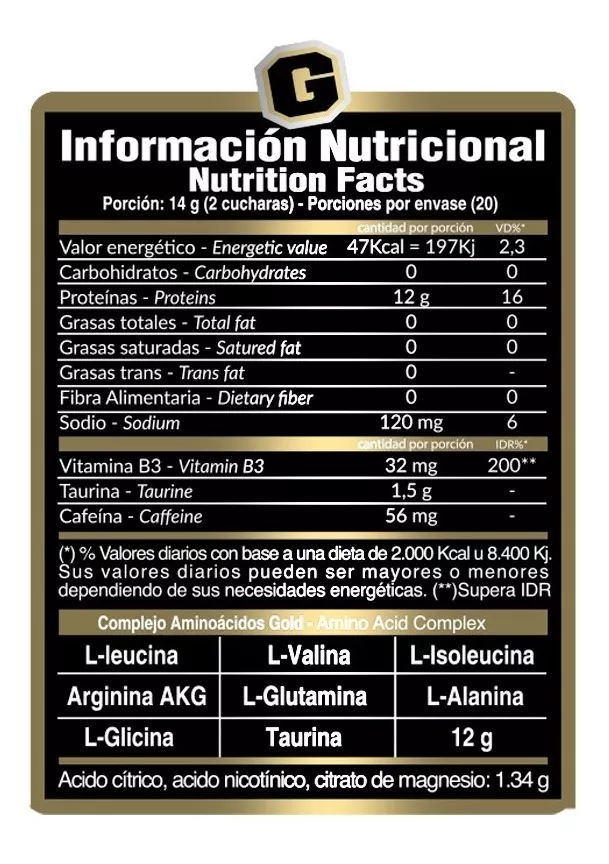 G
Información Nutricional
Nutrition Facts
Porción: 14 g (2 cucharas) - Porciones por envase (20)
cantidad por porción VD%*
Valor energético - Energetic value 47Kcal = 197Kj 2,3
Carbohidratos - Carbohydrates 0 0
Proteínas - Proteins 12 g 16
Grasas totales - Total fat 0 0
Grasas saturadas - Satured fat 0 0
Grasas trans - Trans fat 0 -
Fibra Alimentaria - Dietary fiber 0 0
Sodio - Sodium 120 mg 6
cantidad por porción IDR%*
Vitamina B3 - Vitamin B3 32 mg 200**
Taurina - Taurine 1,5 g -
Cafeína - Caffeine 56 mg -
(*) % Valores diarios con base a una dieta de 2.000 Kcal u 8.400 Kj.
Sus valores diarios pueden ser mayores o menores
dependiendo de sus necesidades energéticas. (**)Supera IDR
Complejo Aminoácidos Gold - Amino Acid Complex
L-leucina L-Valina L-Isoleucina
Arginina AKG L-Glutamina L-Alanina
L-Glicina Taurina 12 g
Acido cítrico, acido nicotínico, citrato de magnesio: 1.34 g